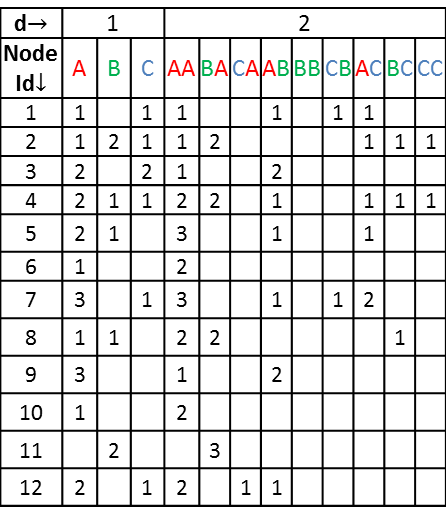 d→ 1 2
Node Id↓ A B C AA BA CA AB BB CB AC BC CC
1 1 1 1 1 1 1
2 1 2 1 1 2 1 1 1
3 2 2 1 2
4 2 1 1 2 2 1 1 1 1
5 2 1 3 1 1
6 1 2
7 3 1 3 1 1 2
8 1 1 2 2 1
9 3 1 2
10 1 2
11 2 3
12 2 1 2 1 1